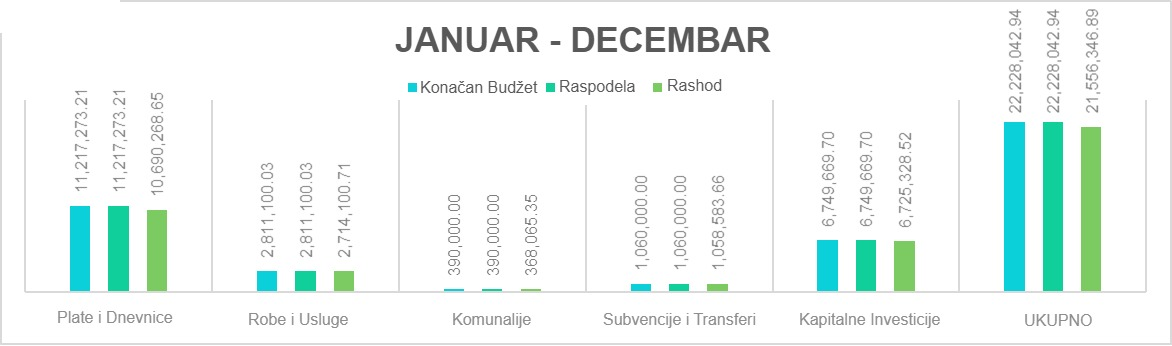 JANUAR - DECEMBAR
Konačan Budžet Raspodela Rashod
11,217,273.21
11,217,273.21
10,690,268.65
2,811,100.03
2,811,100.03
2,714,100.71
390,000.00
390,000.00
368,065.35
1,060,000.00
1,060,000.00
1,058,583.66
6,749,669.70
6,749,669.70
6,725,328.52
22,228,042.94
22,228,042.94
21,556,346.89
Plate i Dnevnice
Robe i Usluge
Komunalije
Subvencije i Transferi
Kapitalne Investicije
UKUPNO